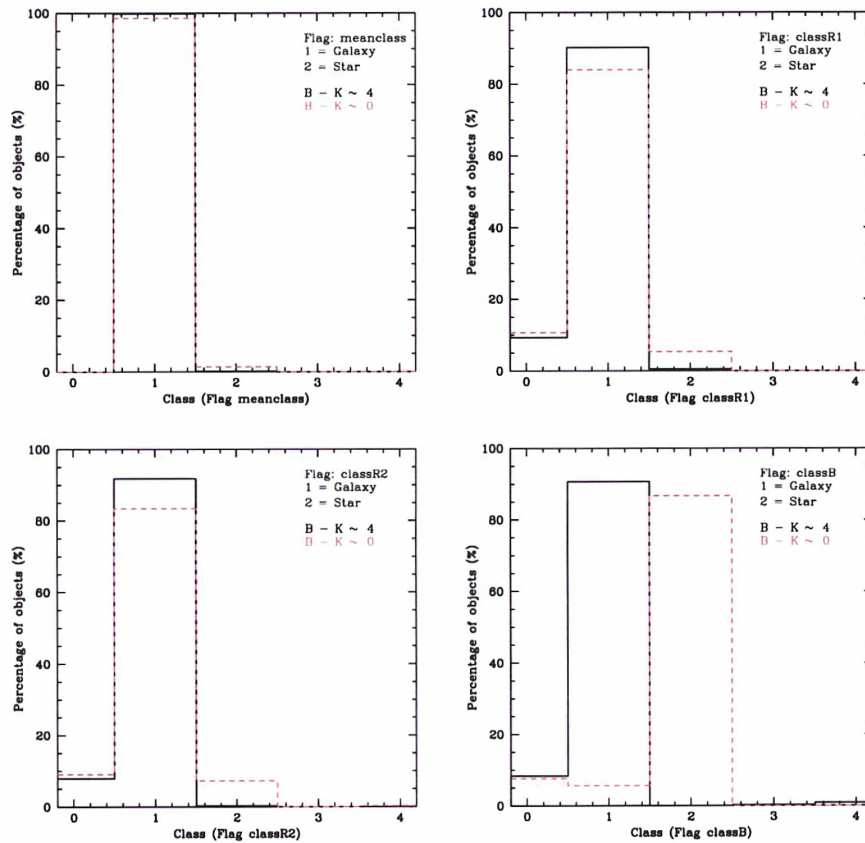 100
80
60
40
20
0
Percentage of objects (%)
Flag: meanclass
1 = Galaxy
2 = Star
B - K ~ 4
B - K ~ 0
0 1 2 3 4
Class (Flag meanclass)
100
80
60
40
20
0
Percentage of objects (%)
Flag: classR1
1 = Galaxy
2 = Star
B - K ~ 4
B - K ~ 0
0 1 2 3 4
Class (Flag classR1)
100
80
60
40
20
0
Percentage of objects (%)
Flag: classR2
1 = Galaxy
2 = Star
B - K ~ 4
B - K ~ 0
0 1 2 3 4
Class (Flag classR2)
100
80
60
40
20
0
Percentage of objects (%)
Flag: classB
1 = Galaxy
2 = Star
B - K ~ 4
B - K ~ 0
0 1 2 3 4
Class (Flag classB)